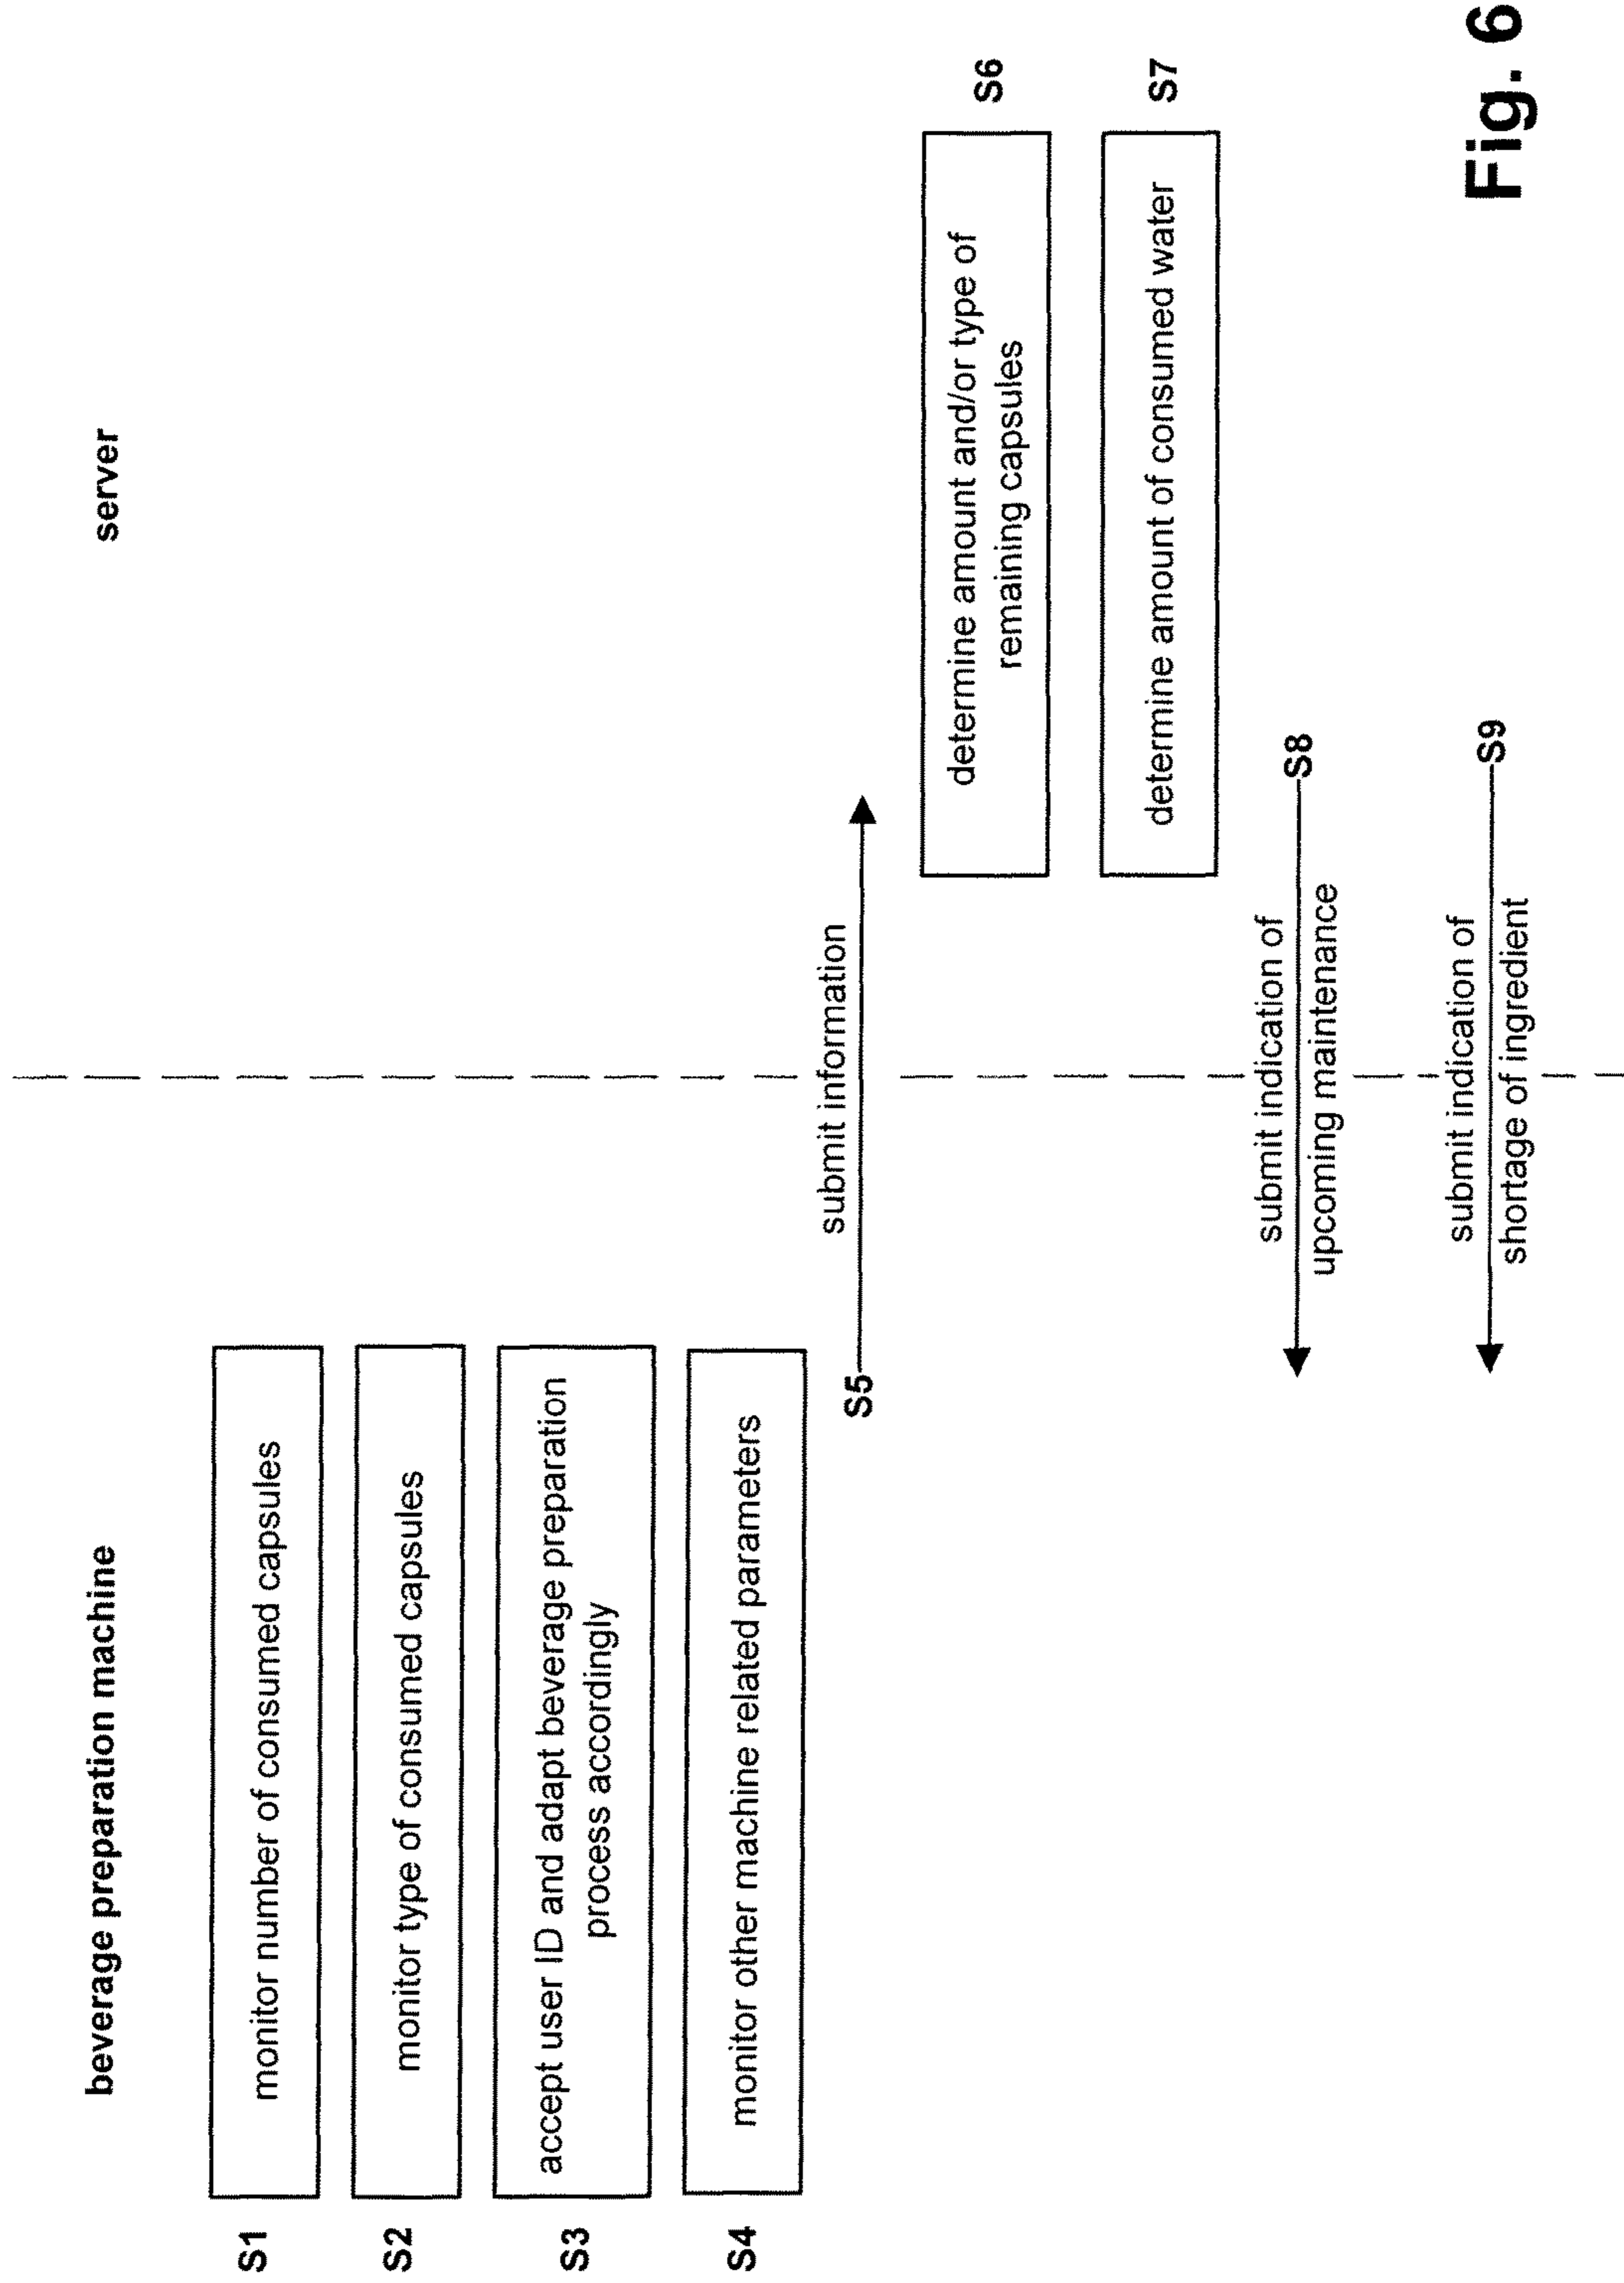 beverage preparation machine
server
S1
monitor number of consumed capsules
S2
monitor type of consumed capsules
S3
accept user ID and adapt beverage preparation
process accordingly
S4
monitor other machine related parameters
submit information
S5
determine amount and/or type of
remaining capsules
S6
determine amount of consumed water
S7
submit indication of
S8
upcoming maintenance
submit indication of
S9
shortage of ingredient
Fig. 6